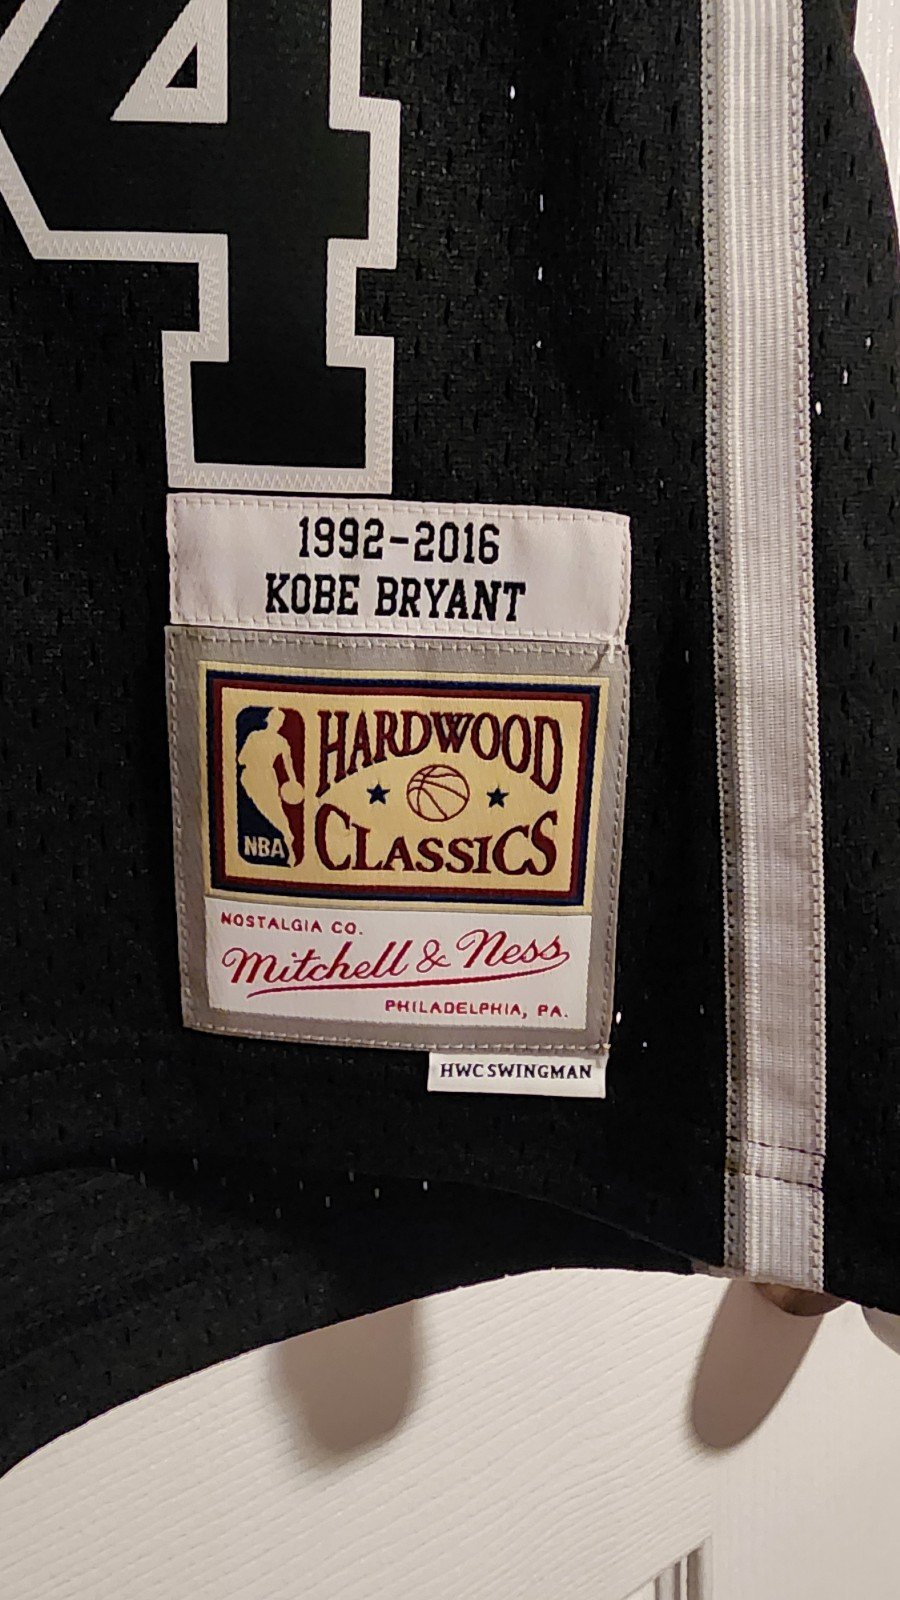 4
1992-2016
KOBE BRYANT
HARDWOOD
CLASSICS
NBA
NOSTALGIA CO.
Mitchell & Ness
PHILADELPHIA, PA.
HWC SWINGMAN